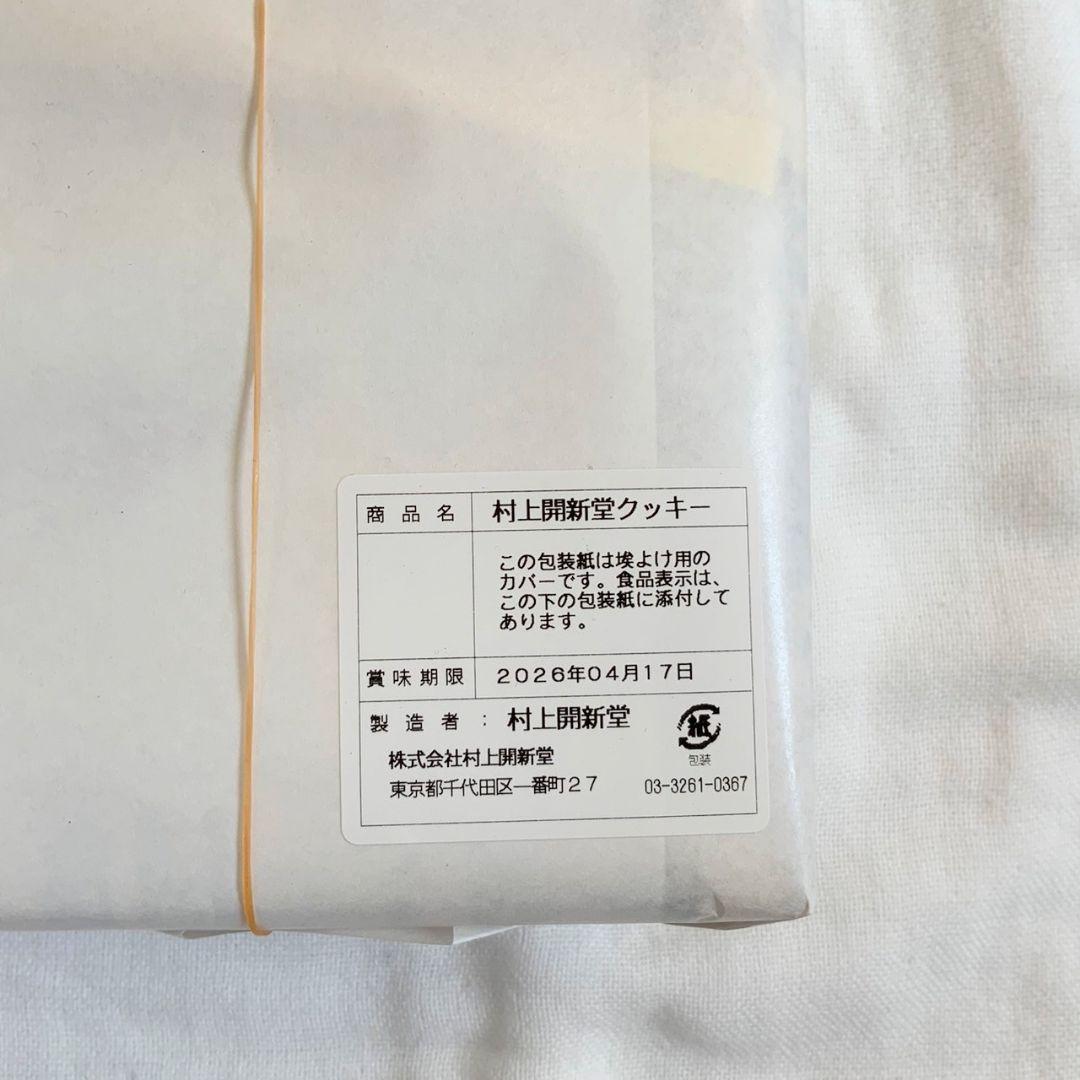 商品名 村上開新堂クッキー
この包装紙は埃よけ用の
カバーです。食品表示は、
この下の包装紙に添付して
あります。
賞味期限 2026年04月17日
製造者：村上開新堂
紙
包装
株式会社村上開新堂
東京都千代田区一番町27 03-3261-0367